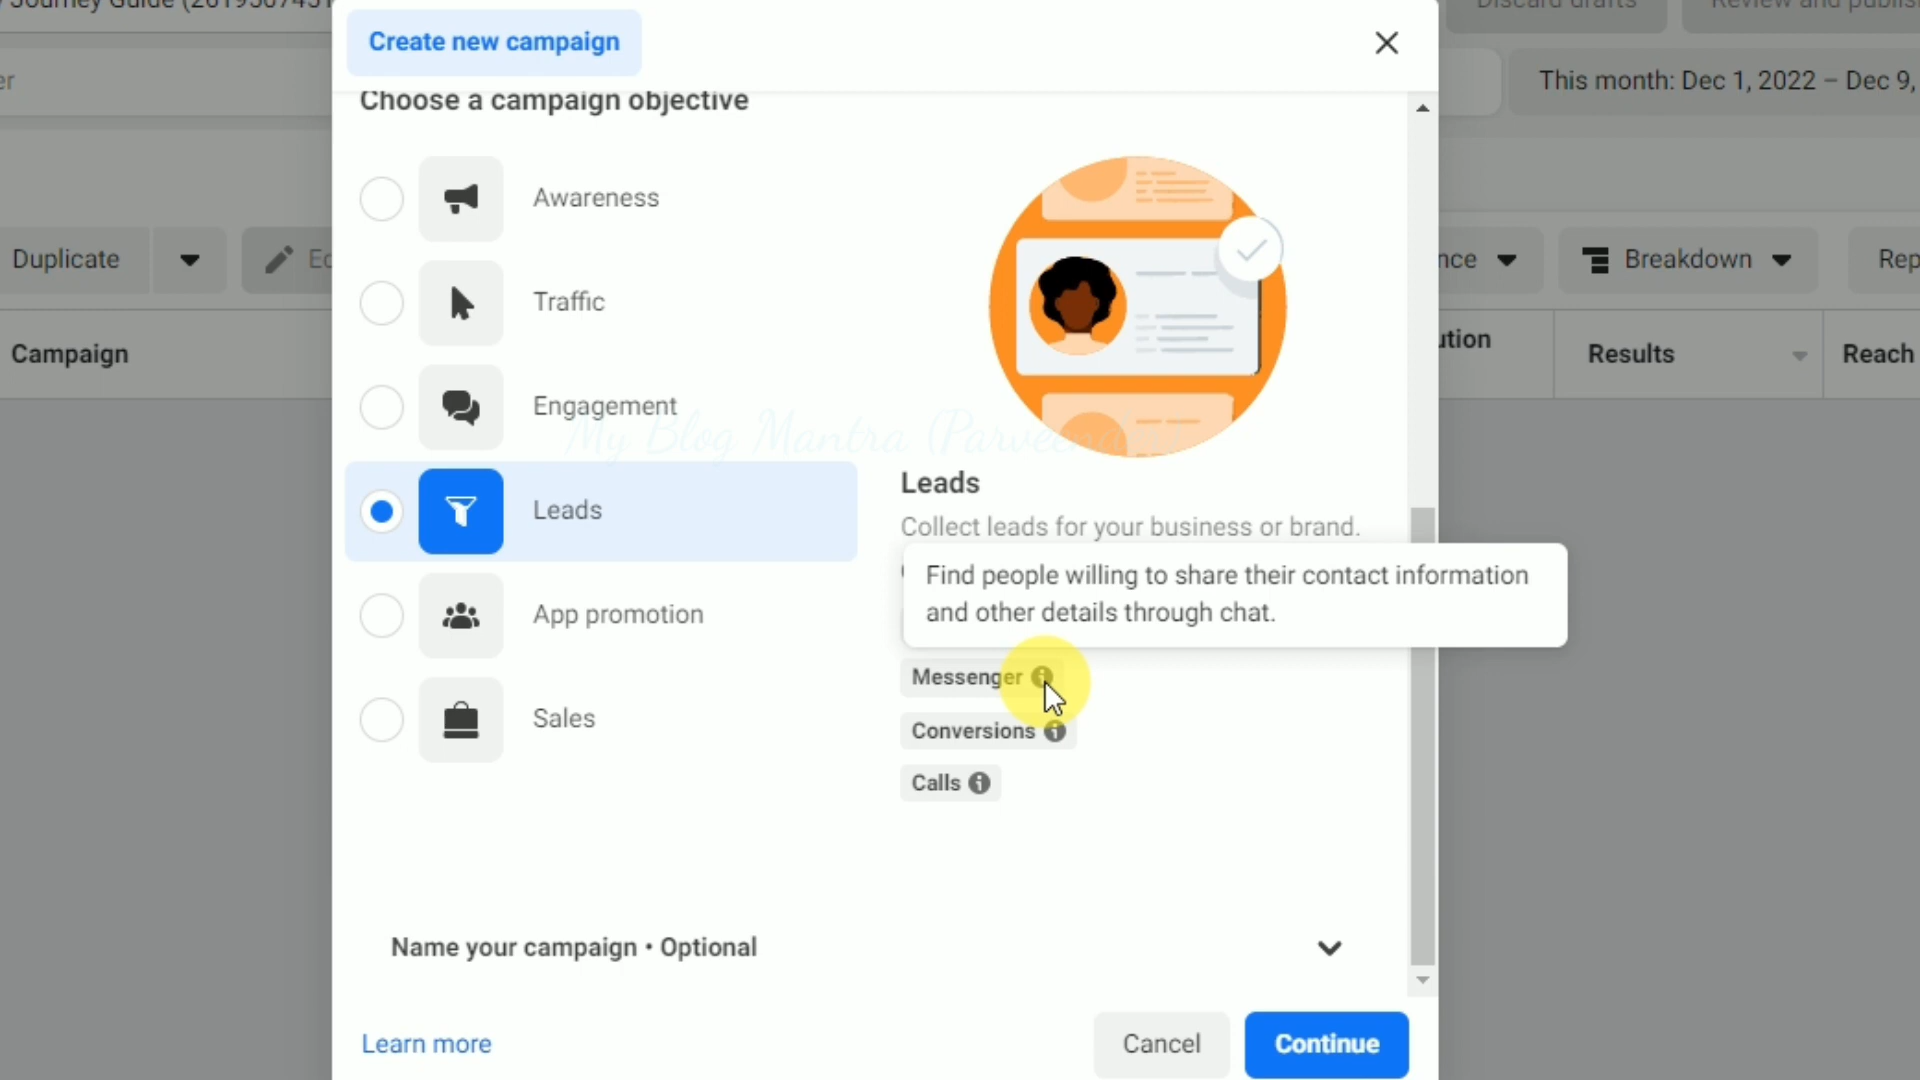 Create new campaign
This month: Dec 1, 2022 – Dec 9,
Choose a campaign objective
Awareness
Duplicate
Breakdown
Traffic
Campaign
Results
Reach
Engagement
My Blog Mantra
Leads
Leads
Collect leads for your business or brand.
Find people willing to share their contact information
and other details through chat.
App promotion
Messenger
Conversions
Sales
Calls
Name your campaign • Optional
Learn more
Cancel
Continue